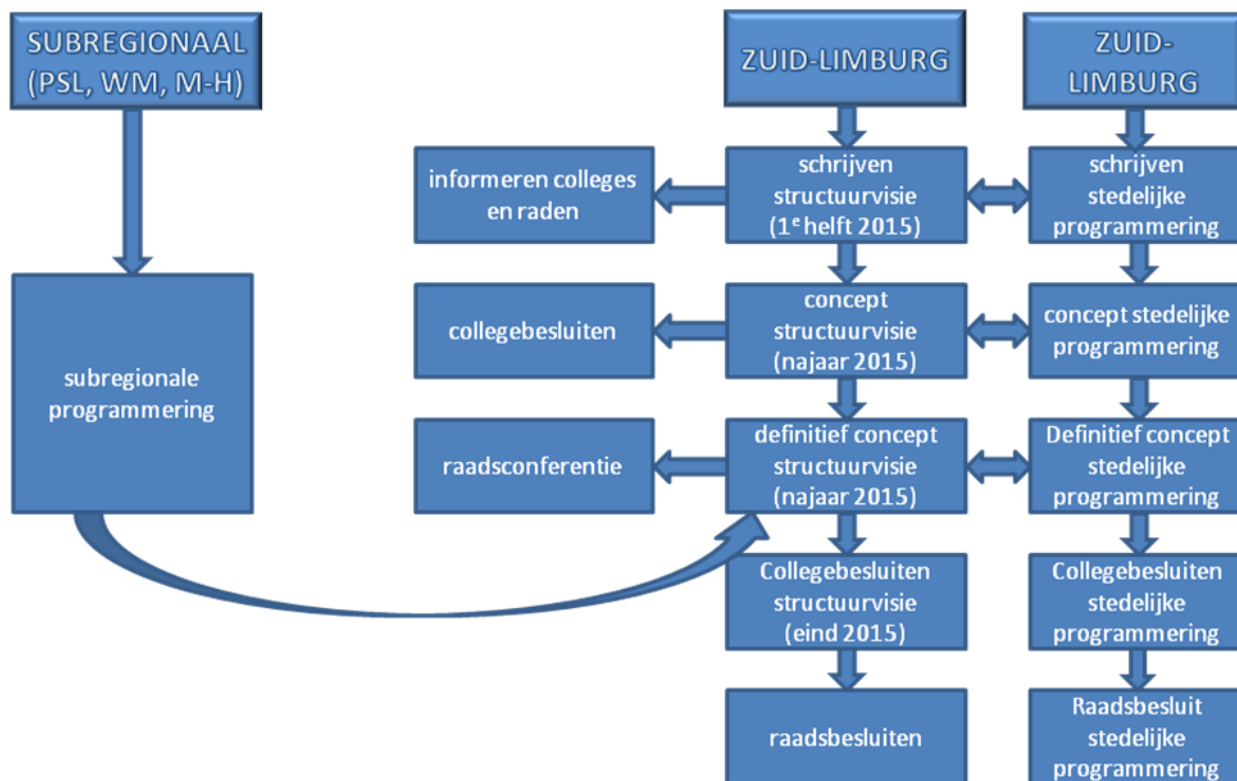 SUBREGIONAAL
(PSL, WM, M-H)
subregionale
programmering
informeren colleges
en raden
collegebesluiten
raadsconferentie
ZUID-LIMBURG
schrijven
structuurvisie
(1e helft 2015)
concept
structuurvisie
(najaar 2015)
definitief concept
structuurvisie
(najaar 2015)
Collegebesluiten
structuurvisie
(eind 2015)
raadsbesluiten
ZUID-
LIMBURG
schrijven
stedelijke
programmering
concept stedelijke
programmering
Definitief concept
stedelijke
programmering
Collegebesluiten
stedelijke
programmering
Raadsbesluit
stedelijke
programmering